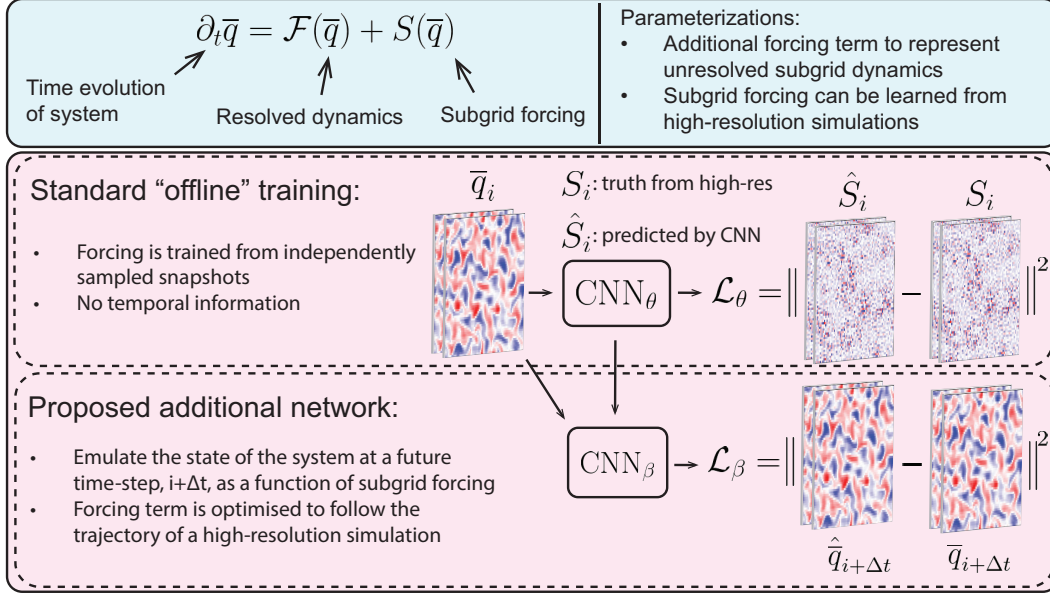 ∂ₜq̅ = ℱ(q̅) + S(q̅)
Time evolution
of system
Resolved dynamics
Subgrid forcing
Parameterizations:
• Additional forcing term to represent
unresolved subgrid dynamics
• Subgrid forcing can be learned from
high-resolution simulations
Standard “offline” training:
• Forcing is trained from independently
sampled snapshots
• No temporal information
q̅ᵢ
Sᵢ: truth from high-res
Ŝᵢ: predicted by CNN
CNN_θ
ℒ_θ = ‖ Ŝᵢ − Sᵢ ‖²
Proposed additional network:
• Emulate the state of the system at a future
time-step, i+Δt, as a function of subgrid forcing
• Forcing term is optimised to follow the
trajectory of a high-resolution simulation
CNN_β
ℒ_β = ‖ − ‖²
q̅̂_{i+Δt}
q̅_{i+Δt}